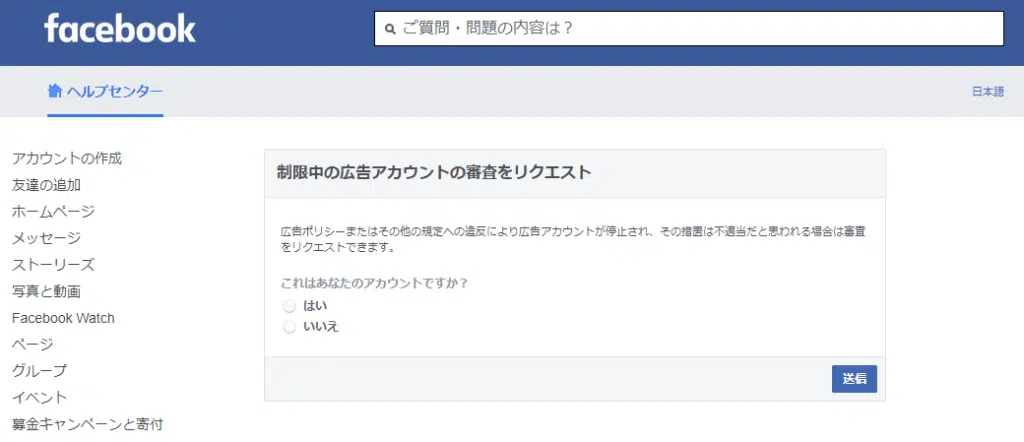 facebook
ご質問・問題の内容は？
ヘルプセンター
日本語
アカウントの作成
友達の追加
ホームページ
メッセージ
ストーリーズ
写真と動画
Facebook Watch
ページ
グループ
イベント
募金キャンペーンと寄付
制限中の広告アカウントの審査をリクエスト
広告ポリシーまたはその他の規定への違反により広告アカウントが停止され、その措置は不適当だと思われる場合は審査
をリクエストできます。
これはあなたのアカウントですか？
はい
いいえ
送信